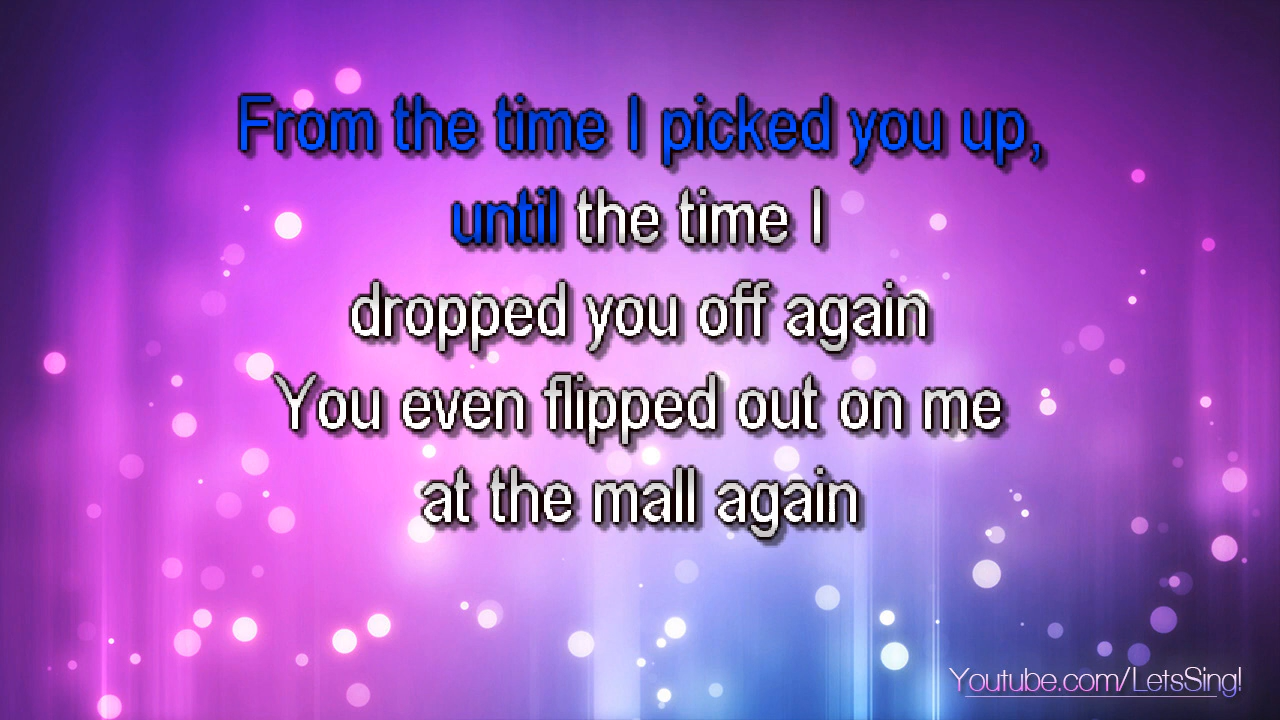 From the time I picked you up,
until the time I
dropped you off again
You even flipped out on me
at the mall again
Youtube.com/LetsSing!